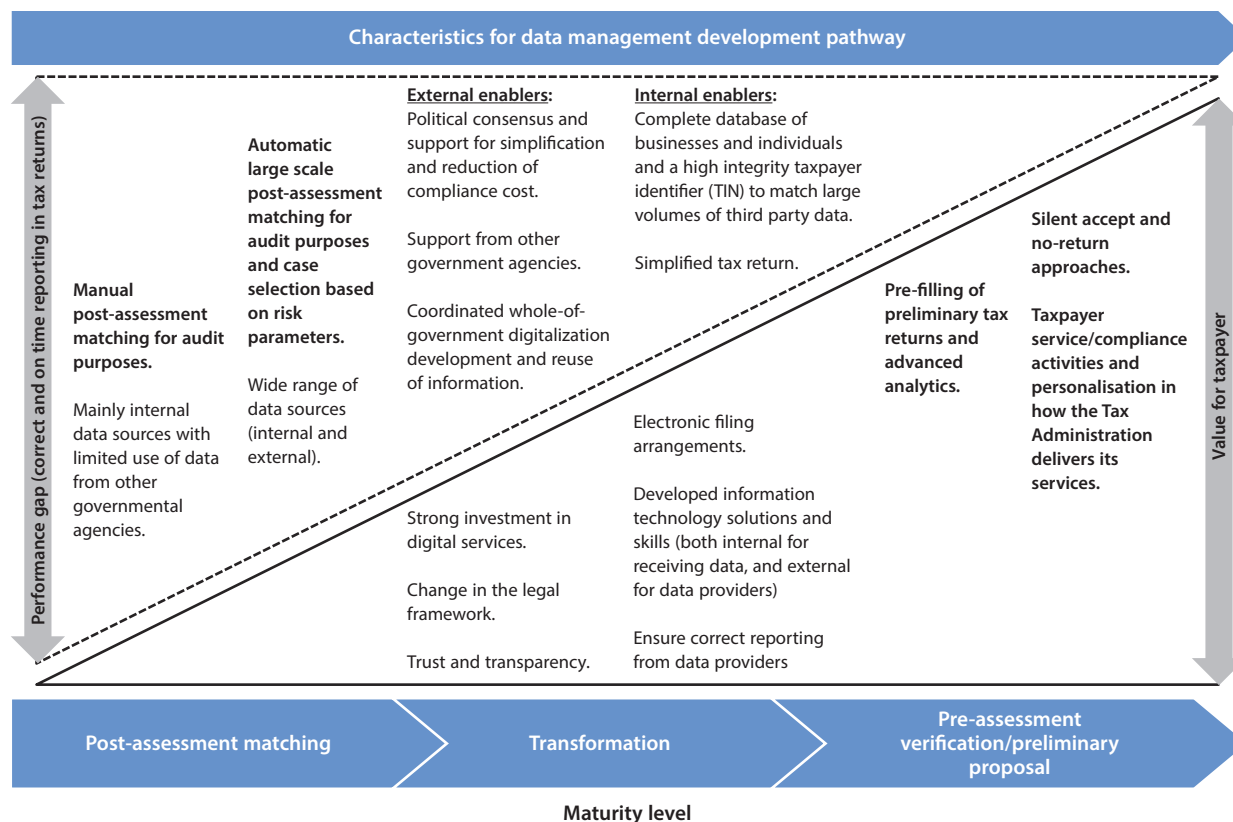 Characteristics for data management development pathway
Performance gap (correct and on time reporting in tax returns)
Manual
post-assessment
matching for audit
purposes.
Mainly internal
data sources with
limited use of data
from other
governmental
agencies.
Automatic
large scale
post-assessment
matching for
audit purposes
and case
selection based
on risk
parameters.
Wide range of
data sources
(internal and
external).
External enablers:
Political consensus and
support for simplification
and reduction of
compliance cost.
Support from other
government agencies.
Coordinated whole-of-
government digitalization
development and reuse
of information.
Strong investment in
digital services.
Change in the legal
framework.
Trust and transparency.
Internal enablers:
Complete database of
businesses and individuals
and a high integrity taxpayer
identifier (TIN) to match large
volumes of third party data.
Simplified tax return.
Electronic filing
arrangements.
Developed information
technology solutions and
skills (both internal for
receiving data, and external
for data providers)
Ensure correct reporting
from data providers
Pre-filling of
preliminary tax
returns and
advanced
analytics.
Silent accept and
no-return
approaches.
Taxpayer
service/compliance
activities and
personalisation in
how the Tax
Administration
delivers its
services.
Value for taxpayer
Post-assessment matching
Transformation
Pre-assessment
verification/preliminary
proposal
Maturity level